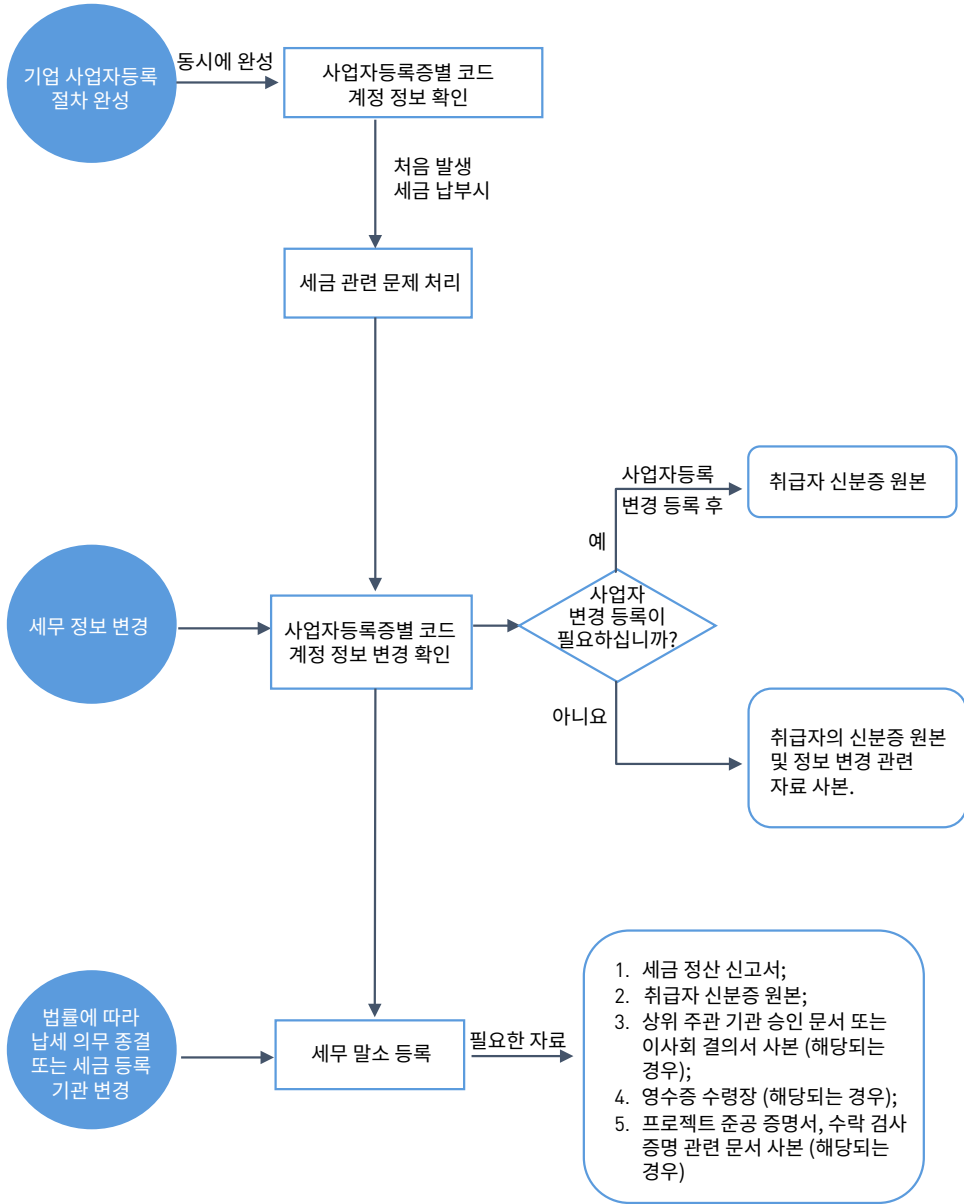 기업 사업자등록
절차 완성
동시에 완성
사업자등록증별 코드
계정 정보 확인
처음 발생
세금 납부시
세금 관련 문제 처리
세무 정보 변경
사업자등록증별 코드
계정 정보 변경 확인
사업자
변경 등록이
필요하십니까?
예
사업자등록
변경 등록 후
취급자 신분증 원본
아니요
취급자의 신분증 원본
및 정보 변경 관련
자료 사본.
법률에 따라
납세 의무 종결
또는 세금 등록
기관 변경
세무 말소 등록
필요한 자료
1. 세금 정산 신고서;
2. 취급자 신분증 원본;
3. 상위 주관 기관 승인 문서 또는
이사회 결의서 사본 (해당되는
경우);
4. 영수증 수령장 (해당되는 경우);
5. 프로젝트 준공 증명서, 수락 검사
증명 관련 문서 사본 (해당되는
경우)